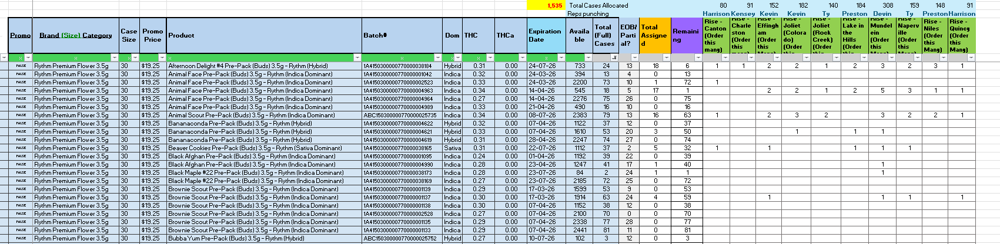 1,535 Total Cases Allocated 80 91 152 182 140 184 308 159 148 91
Reps punching Harrison Kensey Kevin Kevin Ty Preston Devin Ty Preston Harrison
Promo Brand (Size) Category Case Size Promo Price Product Batch# Dom THC THCa Expiration Date Availa ble Total (Full) Cases EOB/ Parti al? Total Assigne d Remaini ng Rise - Canton (Order this many) Rise - Charle ston (Order this Rise - Effingh am (Order this Rise - Joliet (Colora do) (Order this Rise - Joliet (Rock Creek) (Order this Rise - Lake in the Hills (Order this Rise - Mundel ein (Order this Rise - Naperv ille (Order this Rise - Niles (Order this Many) Rise - Quincy (Order this many)
FALSE Rythm Premium Flower 3.5g 30 $19.25 Afternoon Delight #4 Pre-Pack (Buds) 3.5g - Rythm (Hybrid) 1A4150300000770000038184 Hybrid 0.31 0.00 24-07-26 733 24 13 18 6 1 1 2 2 1 2 3 2 3 1
FALSE Rythm Premium Flower 3.5g 30 $19.25 Animal Face Pre-Pack (Buds) 3.5g - Rythm (Indica Dominant) 1A4150300000770000001042 Indica 0.32 0.00 24-03-26 394 13 4 0 13
FALSE Rythm Premium Flower 3.5g 30 $19.25 Animal Face Pre-Pack (Buds) 3.5g - Rythm (Indica Dominant) 1A4150300000770000002523 Indica 0.33 0.00 24-03-26 2200 73 10 1 72 1
FALSE Rythm Premium Flower 3.5g 30 $19.25 Animal Face Pre-Pack (Buds) 3.5g - Rythm (Indica Dominant) 1A4150300000770000004963 Indica 0.34 0.00 14-04-26 545 18 5 17 1 2 2 1 2 5 3 1 1
FALSE Rythm Premium Flower 3.5g 30 $19.25 Animal Face Pre-Pack (Buds) 3.5g - Rythm (Indica Dominant) 1A4150300000770000004964 Indica 0.27 0.00 14-04-26 2276 75 26 0 75
FALSE Rythm Premium Flower 3.5g 30 $19.25 Animal Face Pre-Pack (Buds) 3.5g - Rythm (Indica Dominant) 1A4150300000770000004989 Indica 0.33 0.00 21-04-26 490 16 10 0 16
FALSE Rythm Premium Flower 3.5g 30 $19.25 Animal Scout Pre-Pack (Buds) 3.5g - Rythm (Indica Dominant) ABC150300000770000025735 Indica 0.34 0.00 08-07-26 2383 79 13 16 63 1 2 3 2 3 2 2 1
FALSE Rythm Premium Flower 3.5g 30 $19.25 Bananaconda Pre-Pack (Buds) 3.5g - Rythm (Hybrid) 1A4150300000770000004622 Hybrid 0.32 0.00 07-04-26 1122 37 12 0 37
FALSE Rythm Premium Flower 3.5g 30 $19.25 Bananaconda Pre-Pack (Buds) 3.5g - Rythm (Hybrid) 1A4150300000770000004621 Hybrid 0.33 0.00 07-04-26 1610 53 20 3 50 1 1 1
FALSE Rythm Premium Flower 3.5g 30 $19.25 Bananaconda Pre-Pack (Buds) 3.5g - Rythm (Hybrid) 1A4150300000770000004619 Hybrid 0.31 0.00 28-04-26 2247 74 27 0 74
FALSE Rythm Premium Flower 3.5g 30 $19.25 Beaver Cookies Pre-Pack (Buds) 3.5g - Rythm (Sativa Dominant) 1A4150300000770000038165 Sativa 0.31 0.00 22-07-26 1112 37 2 5 32 1 1 1 1 1
FALSE Rythm Premium Flower 3.5g 30 $19.25 Black Afghan Pre-Pack (Buds) 3.5g - Rythm (Indica Dominant) 1A4150300000770000001095 Indica 0.24 0.00 01-04-26 1192 39 22 0 39
FALSE Rythm Premium Flower 3.5g 30 $19.25 Black Afghan Pre-Pack (Buds) 3.5g - Rythm (Indica Dominant) 1A4150300000770000004990 Indica 0.28 0.00 23-04-26 1247 41 17 1 40 1
FALSE Rythm Premium Flower 3.5g 30 $19.25 Black Maple #22 Pre-Pack (Buds) 3.5g - Rythm (Indica Dominant) 1A4150300000770000038173 Indica 0.28 0.00 23-07-26 84 2 24 1 1 1
FALSE Rythm Premium Flower 3.5g 30 $19.25 Black Maple #22 Pre-Pack (Buds) 3.5g - Rythm (Indica Dominant) 1A4150300000770000038169 Indica 0.27 0.00 23-07-26 2185 72 25 0 72
FALSE Rythm Premium Flower 3.5g 30 $19.25 Brownie Scout Pre-Pack (Buds) 3.5g - Rythm (Indica Dominant) 1A4150300000770000001139 Indica 0.29 0.00 17-03-26 1599 53 9 0 53
FALSE Rythm Premium Flower 3.5g 30 $19.25 Brownie Scout Pre-Pack (Buds) 3.5g - Rythm (Indica Dominant) 1A4150300000770000001137 Indica 0.30 0.00 17-03-26 1914 63 24 4 59 1 1 1 1
FALSE Rythm Premium Flower 3.5g 30 $19.25 Brownie Scout Pre-Pack (Buds) 3.5g - Rythm (Indica Dominant) 1A4150300000770000001138 Indica 0.30 0.00 07-04-26 1152 38 12 0 38
FALSE Rythm Premium Flower 3.5g 30 $19.25 Brownie Scout Pre-Pack (Buds) 3.5g - Rythm (Indica Dominant) 1A4150300000770000002528 Indica 0.27 0.00 07-04-26 2100 70 0 0 70
FALSE Rythm Premium Flower 3.5g 30 $19.25 Brownie Scout Pre-Pack (Buds) 3.5g - Rythm (Indica Dominant) 1A4150300000770000001135 Indica 0.29 0.00 07-04-26 2338 77 28 0 77
FALSE Rythm Premium Flower 3.5g 30 $19.25 Brownie Scout Pre-Pack (Buds) 3.5g - Rythm (Indica Dominant) 1A4150300000770000001133 Indica 0.29 0.00 07-04-26 2441 81 11 0 81
FALSE Rythm Premium Flower 3.5g 30 $19.25 Bubba Yum Pre-Pack (Buds) 3.5g - Rythm (Hybrid) ABC150300000770000025752 Hybrid 0.27 0.00 10-07-26 102 3 12 0 3